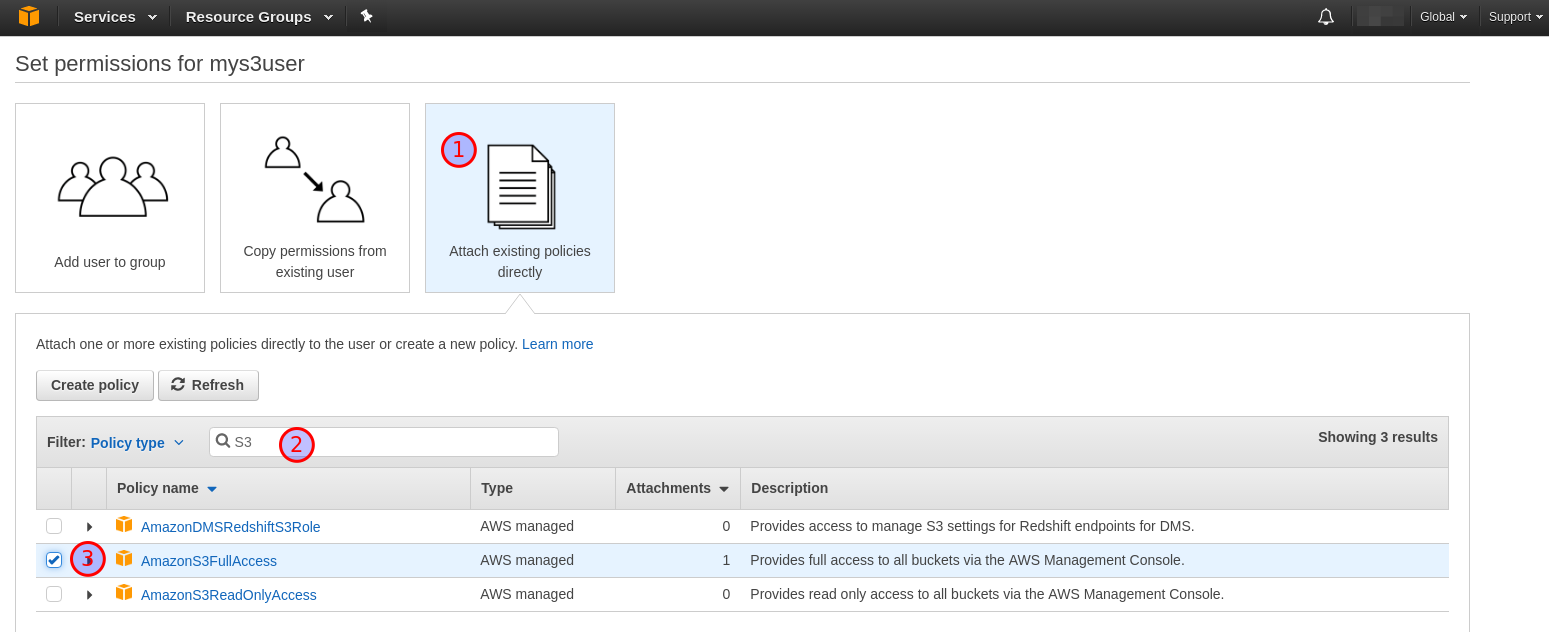 Services Resource Groups Global Support
Set permissions for mys3user
1
Add user to group
Copy permissions from
existing user
Attach existing policies
directly
Attach one or more existing policies directly to the user or create a new policy. Learn more
Create policy Refresh
Filter: Policy type S3 2 Showing 3 results
Policy name Type Attachments Description
AmazonDMSRedshiftS3Role AWS managed 0 Provides access to manage S3 settings for Redshift endpoints for DMS.
3 AmazonS3FullAccess AWS managed 1 Provides full access to all buckets via the AWS Management Console.
AmazonS3ReadOnlyAccess AWS managed 0 Provides read only access to all buckets via the AWS Management Console.